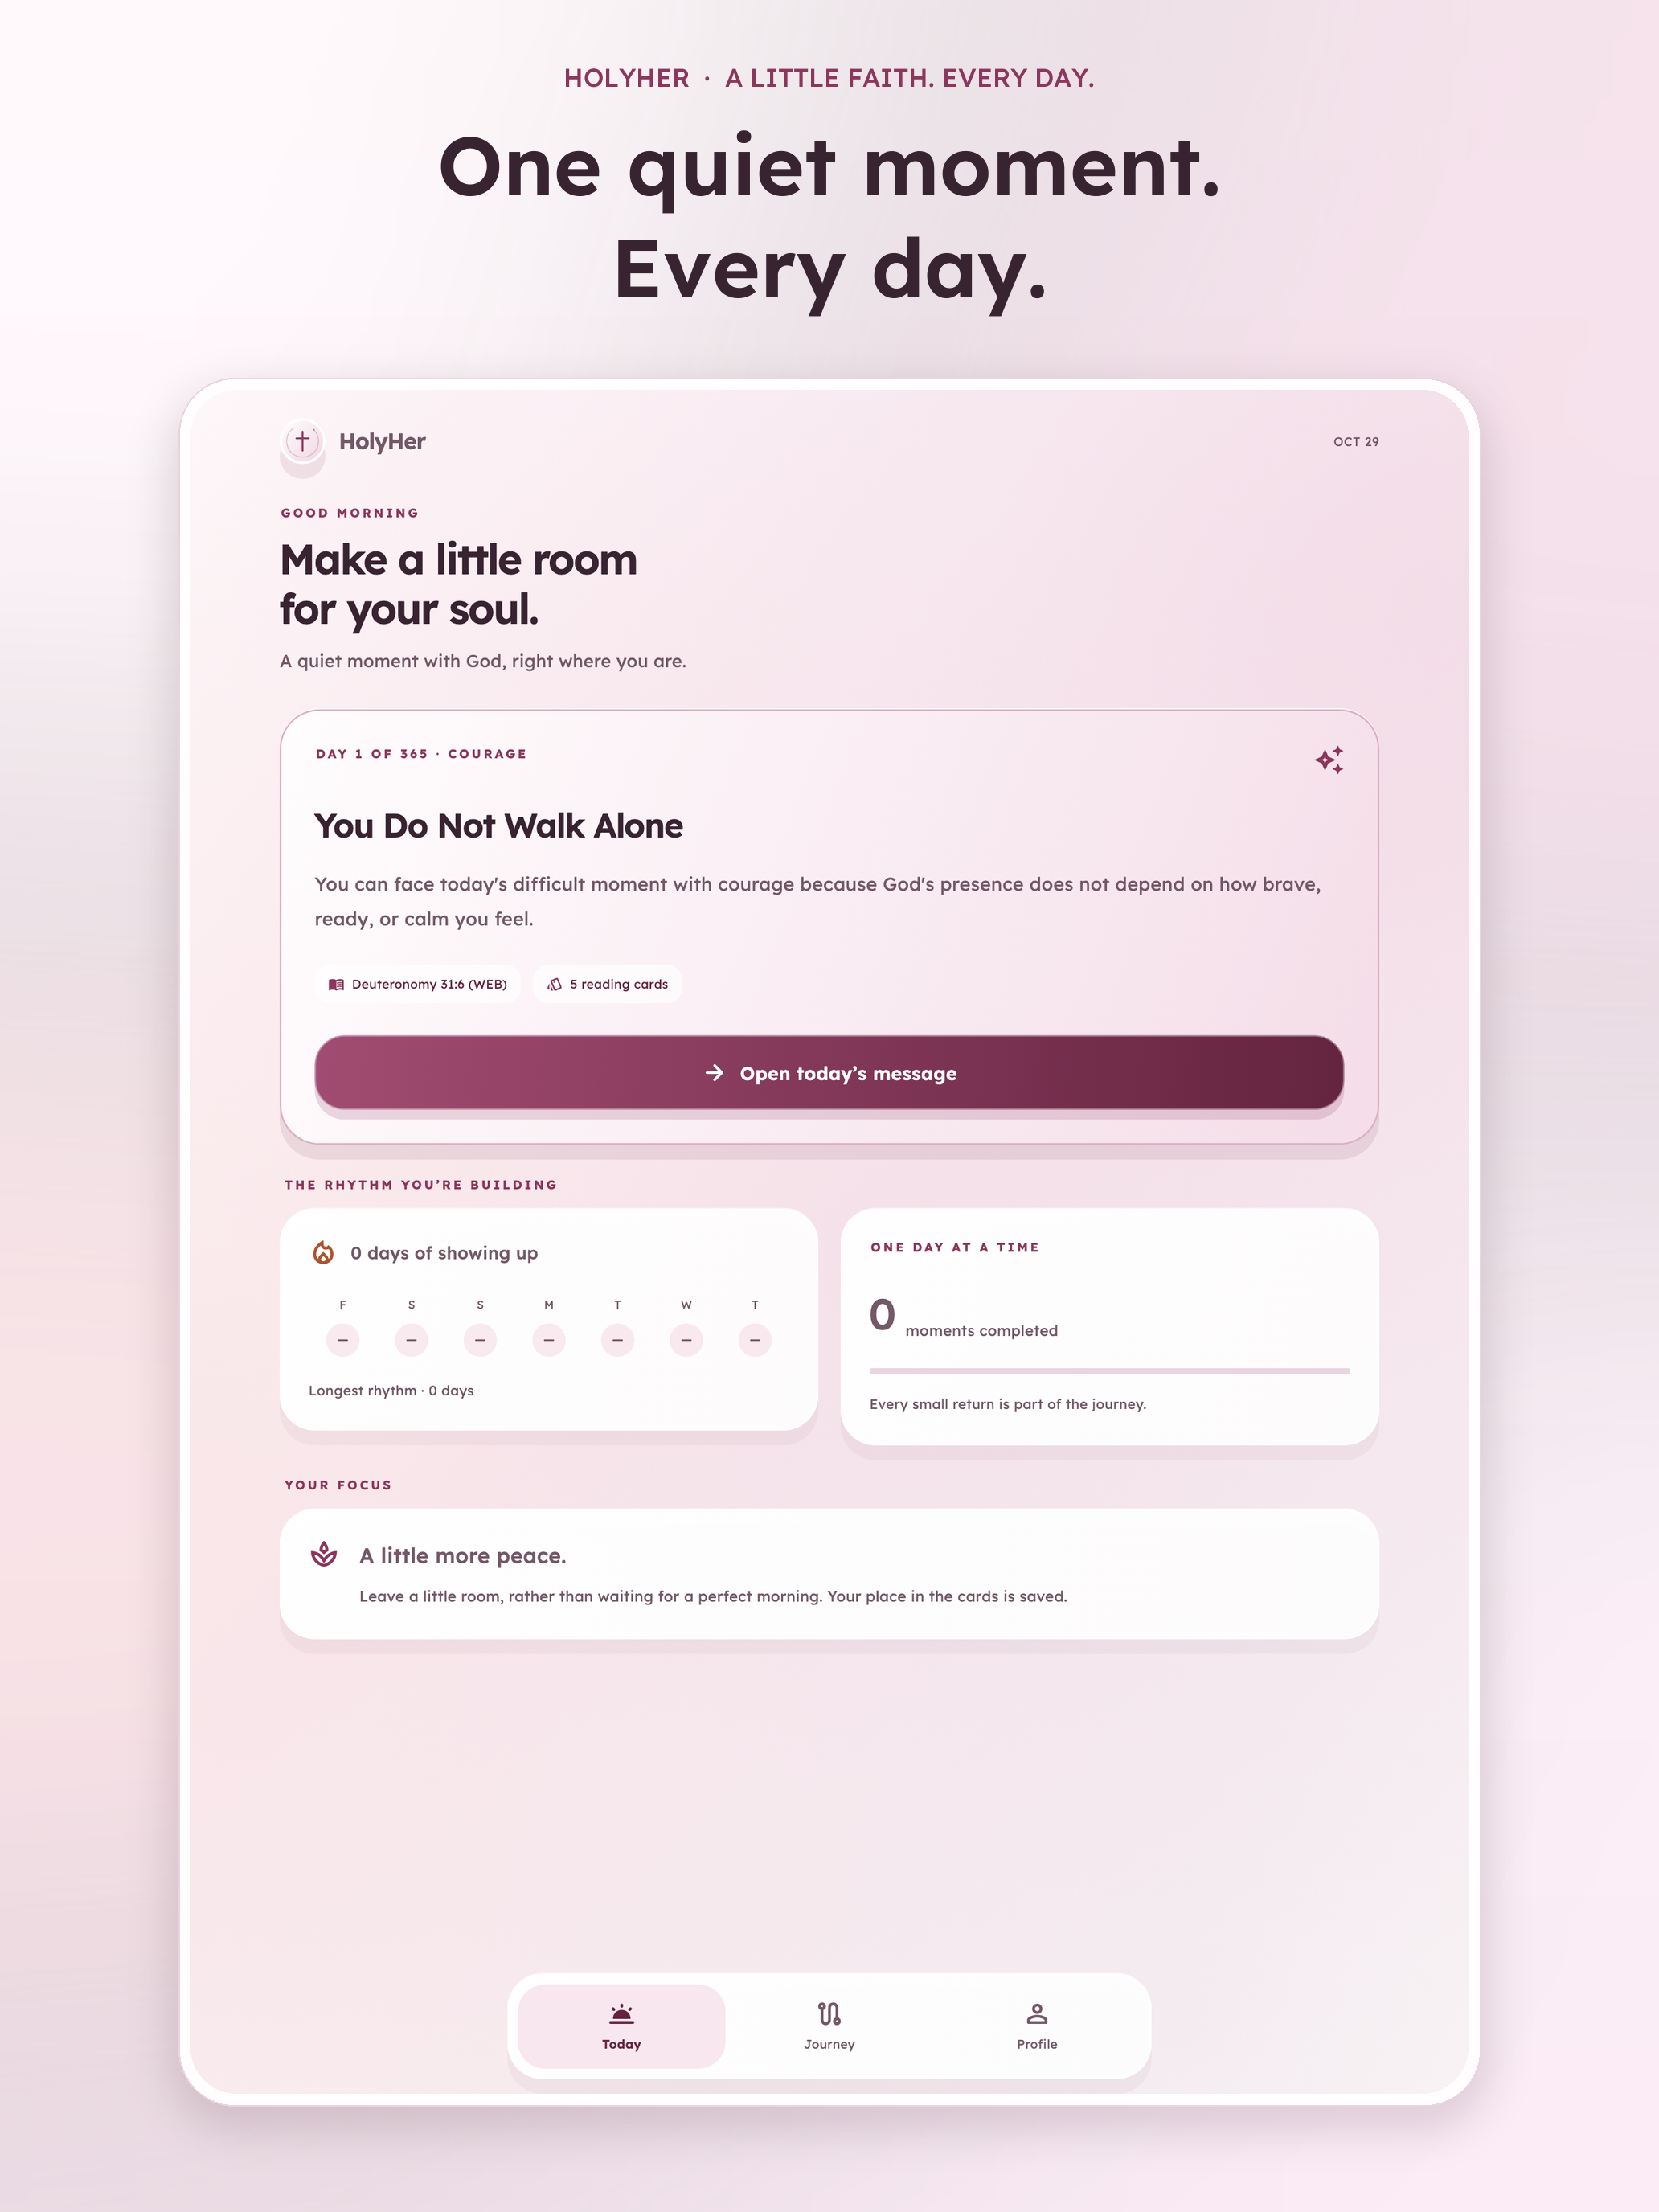 HOLYHER · A LITTLE FAITH. EVERY DAY.
One quiet moment.
Every day.
HolyHer
OCT 29
GOOD MORNING
Make a little room
for your soul.
A quiet moment with God, right where you are.
DAY 1 OF 365 · COURAGE
You Do Not Walk Alone
You can face today's difficult moment with courage because God's presence does not depend on how brave,
ready, or calm you feel.
Deuteronomy 31:6 (WEB)
5 reading cards
Open today’s message
THE RHYTHM YOU’RE BUILDING
0 days of showing up
F S S M T W T
– – – – – – –
Longest rhythm · 0 days
ONE DAY AT A TIME
0 moments completed
Every small return is part of the journey.
YOUR FOCUS
A little more peace.
Leave a little room, rather than waiting for a perfect morning. Your place in the cards is saved.
Today
Journey
Profile